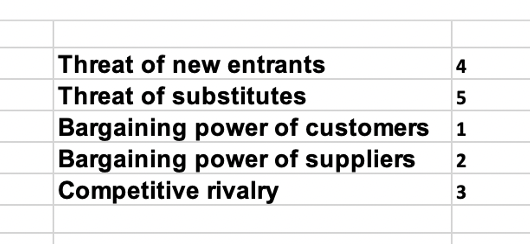 Threat of new entrants 4
Threat of substitutes 5
Bargaining power of customers 1
Bargaining power of suppliers 2
Competitive rivalry 3